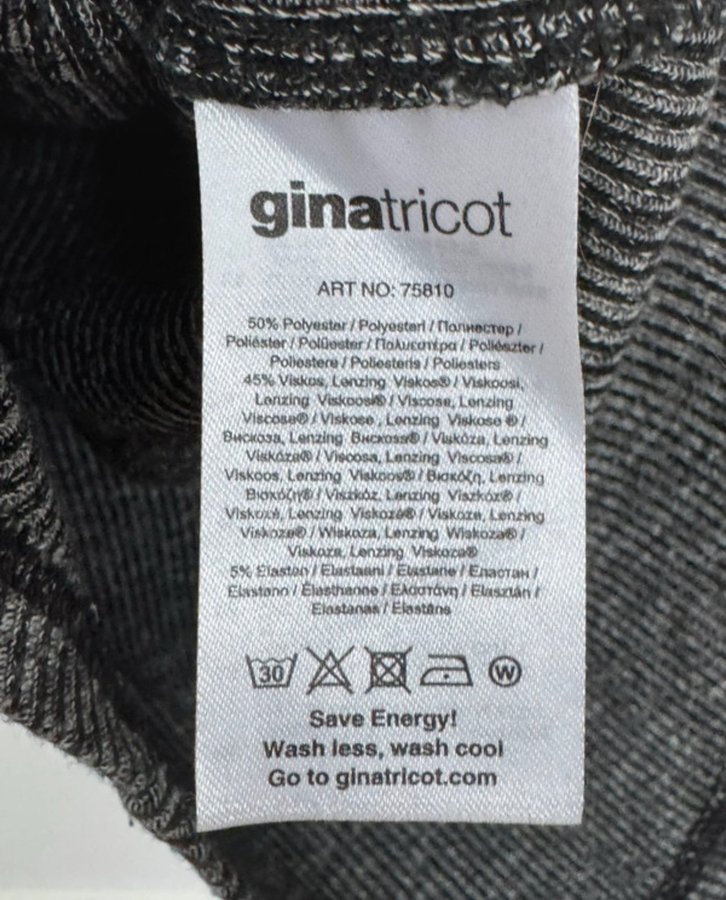 ginatricot
ART NO: 75810
50% Polyester / Polyesteri / Полиестер /
Poliéster / Poliüester / Πολυεστέρα / Poliészter /
Poliestere / Poliesteris / Poliesters
45% Viskos, Lenzing Viskos® / Viskoosi,
Lenzing Viskoosi® / Viscose, Lenzing
Viscose® / Viskose, Lenzing Viskose ® /
Вискоза, Lenzing Вискоза® / Viskóza, Lenzing
Viskóza® / Viscosa, Lenzing Viscosa® /
Viskoos, Lenzing Viskoos® / Βισκόζη, Lenzing
Βισκόζη® / Viszkóz, Lenzing Viszkóz® /
Viskozė, Lenzing Viskozė® / Viskoze, Lenzing
Viskoze® / Wiskoza, Lenzing Wiskoza® /
Viskoza, Lenzing Viskoza®
5% Elastan / Elastaani / Elastane / Еластан /
Elastano / Elasthanne / Ελαστάνη / Elasztán /
Elastanas / Elastāns
30 W
Save Energy!
Wash less, wash cool
Go to ginatricot.com